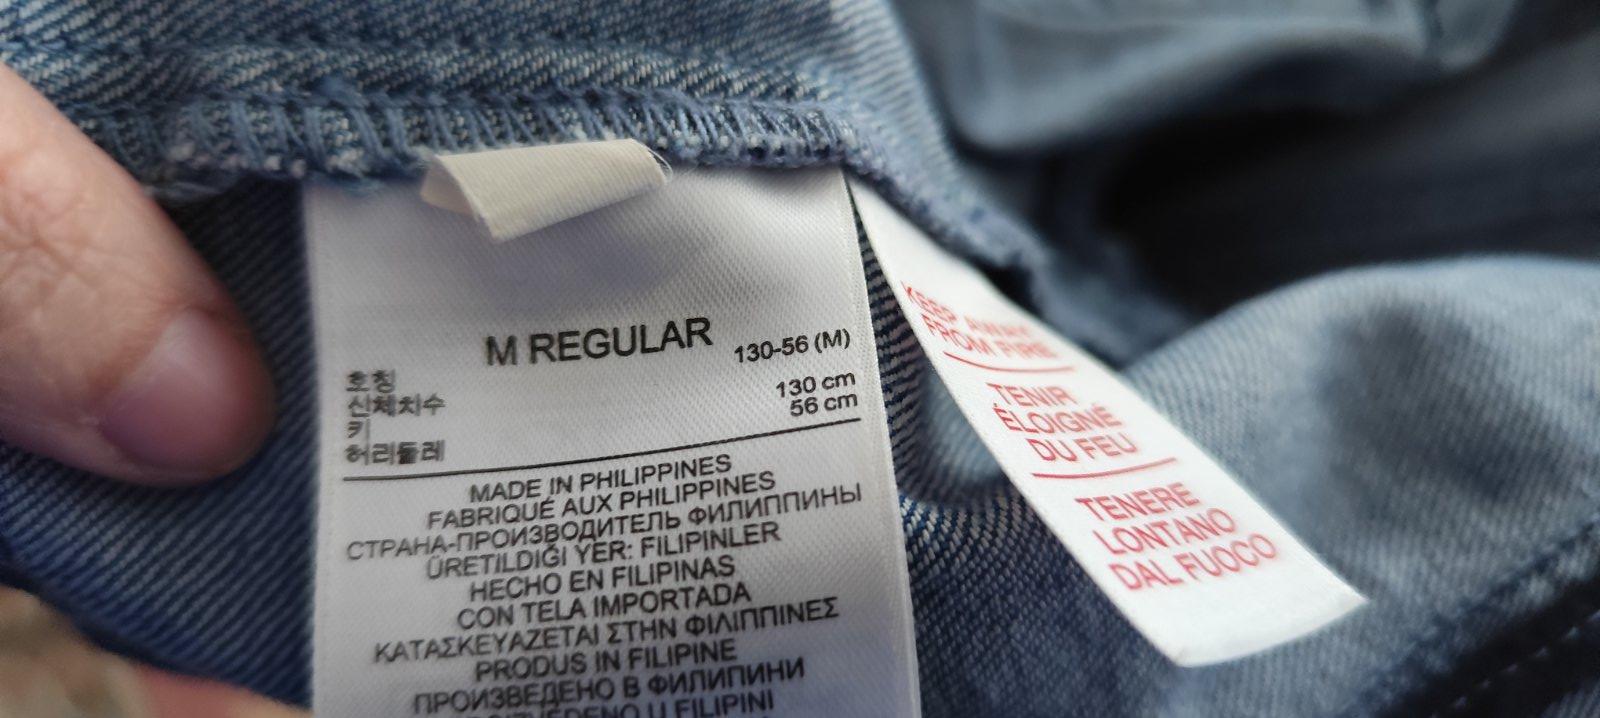 M REGULAR
130-56 (M)
호칭
신체치수
키 130 cm
허리둘레 56 cm
MADE IN PHILIPPINES
FABRIQUÉ AUX PHILIPPINES
СТРАНА-ПРОИЗВОДИТЕЛЬ ФИЛИППИНЫ
ÜRETILDIĞI YER: FILIPINLER
HECHO EN FILIPINAS
CON TELA IMPORTADA
ΚΑΤΑΣΚΕΥΑΖΕΤΑΙ ΣΤΗΝ ΦΙΛΙΠΠΙΝΕΣ
PRODUS IN FILIPINE
ПРОИЗВЕДЕНО В ФИЛИПИНИ
U FILIPINI
KEEP AWAY
FROM FIRE
TENIR
ÉLOIGNÉ
DU FEU
TENERE
LONTANO
DAL FUOCO